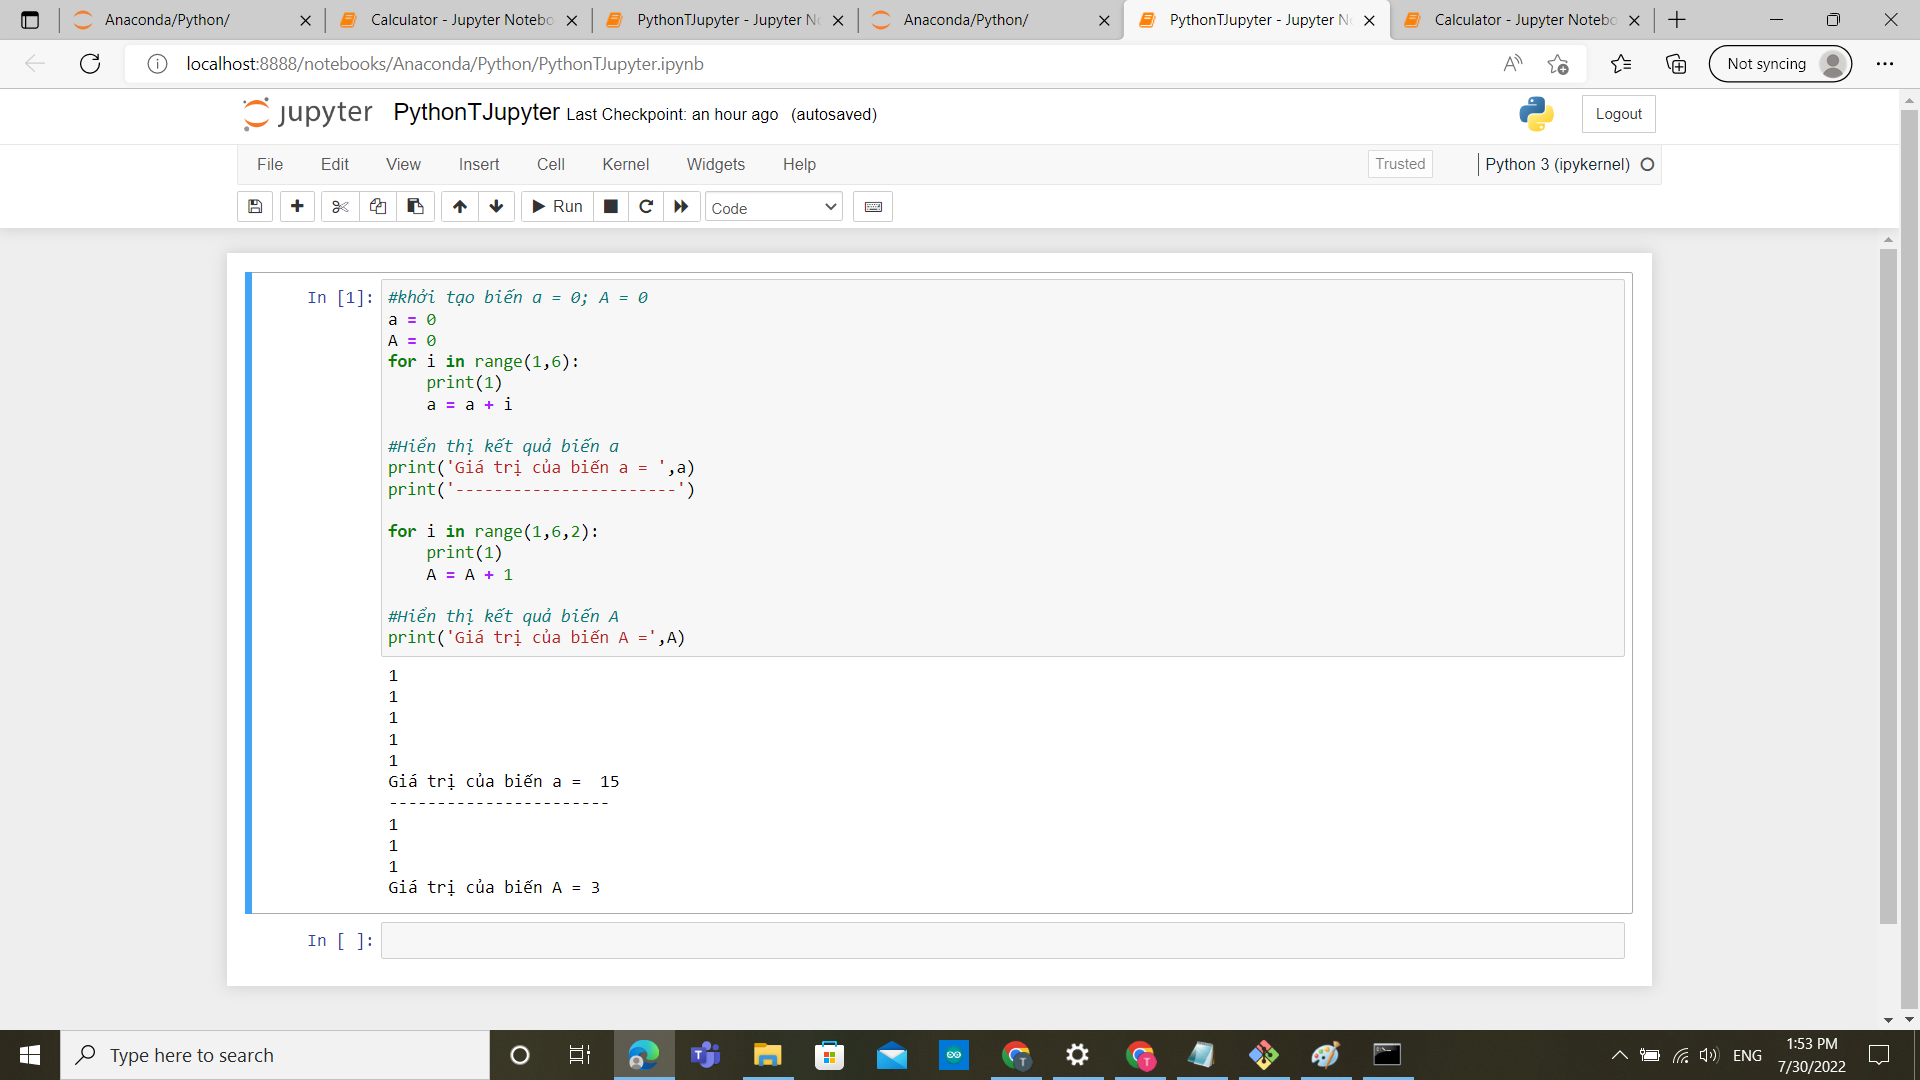 Anaconda/Python/
Calculator - Jupyter Notebo
PythonTJupyter - Jupyter N
Anaconda/Python/
PythonTJupyter - Jupyter N
Calculator - Jupyter Notebo
localhost:8888/notebooks/Anaconda/Python/PythonTJupyter.ipynb
Not syncing
jupyter PythonTJupyter Last Checkpoint: an hour ago (autosaved)
Logout
File Edit View Insert Cell Kernel Widgets Help
Trusted
Python 3 (ipykernel)
Run
Code
In [1]:
#khởi tạo biến a = 0; A = 0
a = 0
A = 0
for i in range(1,6):
    print(1)
    a = a + i
#Hiển thị kết quả biến a
print('Giá trị của biến a = ',a)
print('-----------------------')
for i in range(1,6,2):
    print(1)
    A = A + 1
#Hiển thị kết quả biến A
print('Giá trị của biến A =',A)
1
1
1
1
1
Giá trị của biến a =  15
-----------------------
1
1
1
Giá trị của biến A = 3
In [ ]:
Type here to search
ENG
1:53 PM
7/30/2022